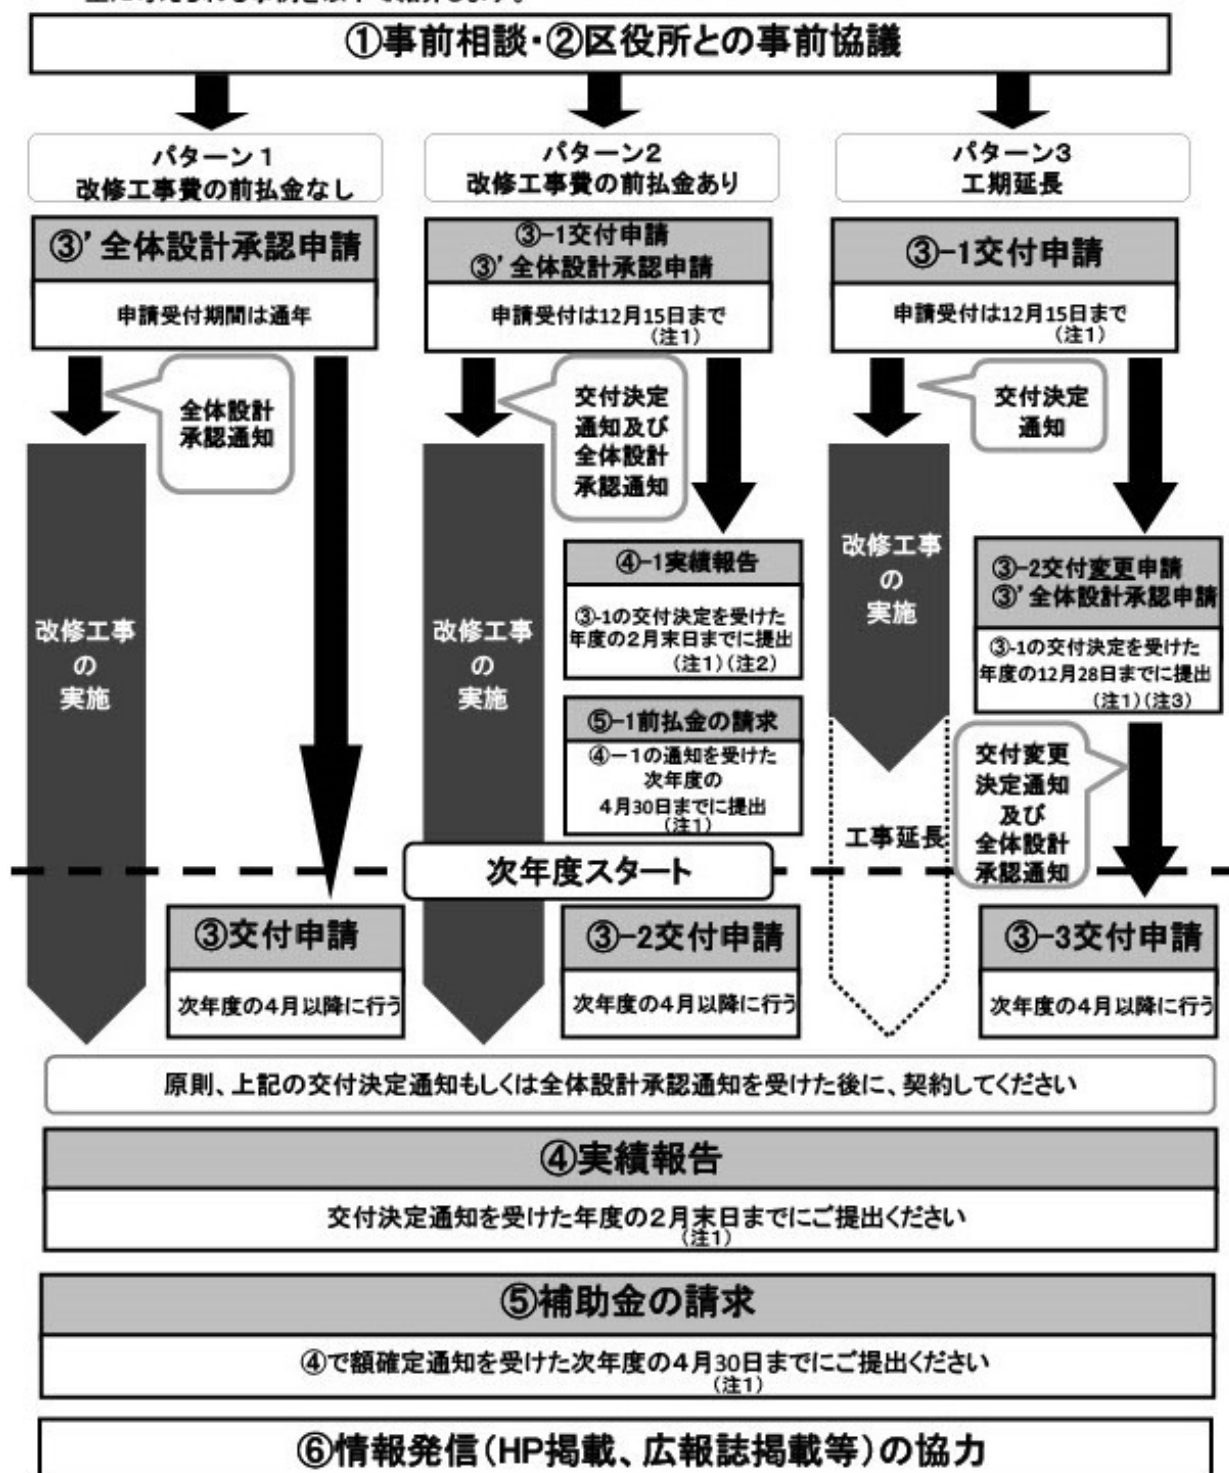 ①事前相談・②区役所との事前協議
パターン1
改修工事費の前払金なし
③’全体設計承認申請
申請受付期間は通年
全体設計
承認通知
改修工事
の
実施
③交付申請
次年度の4月以降に行う
パターン2
改修工事費の前払金あり
③-1交付申請
③’全体設計承認申請
申請受付は12月15日まで
(注1)
交付決定
通知及び
全体設計
承認通知
改修工事
の
実施
④-1実績報告
③-1の交付決定を受けた
年度の2月末日までに提出
(注1)(注2)
⑤-1前払金の請求
④-1の通知を受けた
次年度の
4月30日までに提出
(注1)
次年度スタート
③-2交付申請
次年度の4月以降に行う
パターン3
工期延長
③-1交付申請
申請受付は12月15日まで
(注1)
交付決定
通知
改修工事
の
実施
③-2交付変更申請
③’全体設計承認申請
③-1の交付決定を受けた
年度の12月28日までに提出
(注1)(注3)
交付変更
決定通知
及び
全体設計
承認通知
工事延長
③-3交付申請
次年度の4月以降に行う
原則、上記の交付決定通知もしくは全体設計承認通知を受けた後に、契約してください
④実績報告
交付決定通知を受けた年度の2月末日までにご提出ください
(注1)
⑤補助金の請求
④で額確定通知を受けた次年度の4月30日までにご提出ください
(注1)
⑥情報発信(HP掲載、広報誌掲載等)の協力